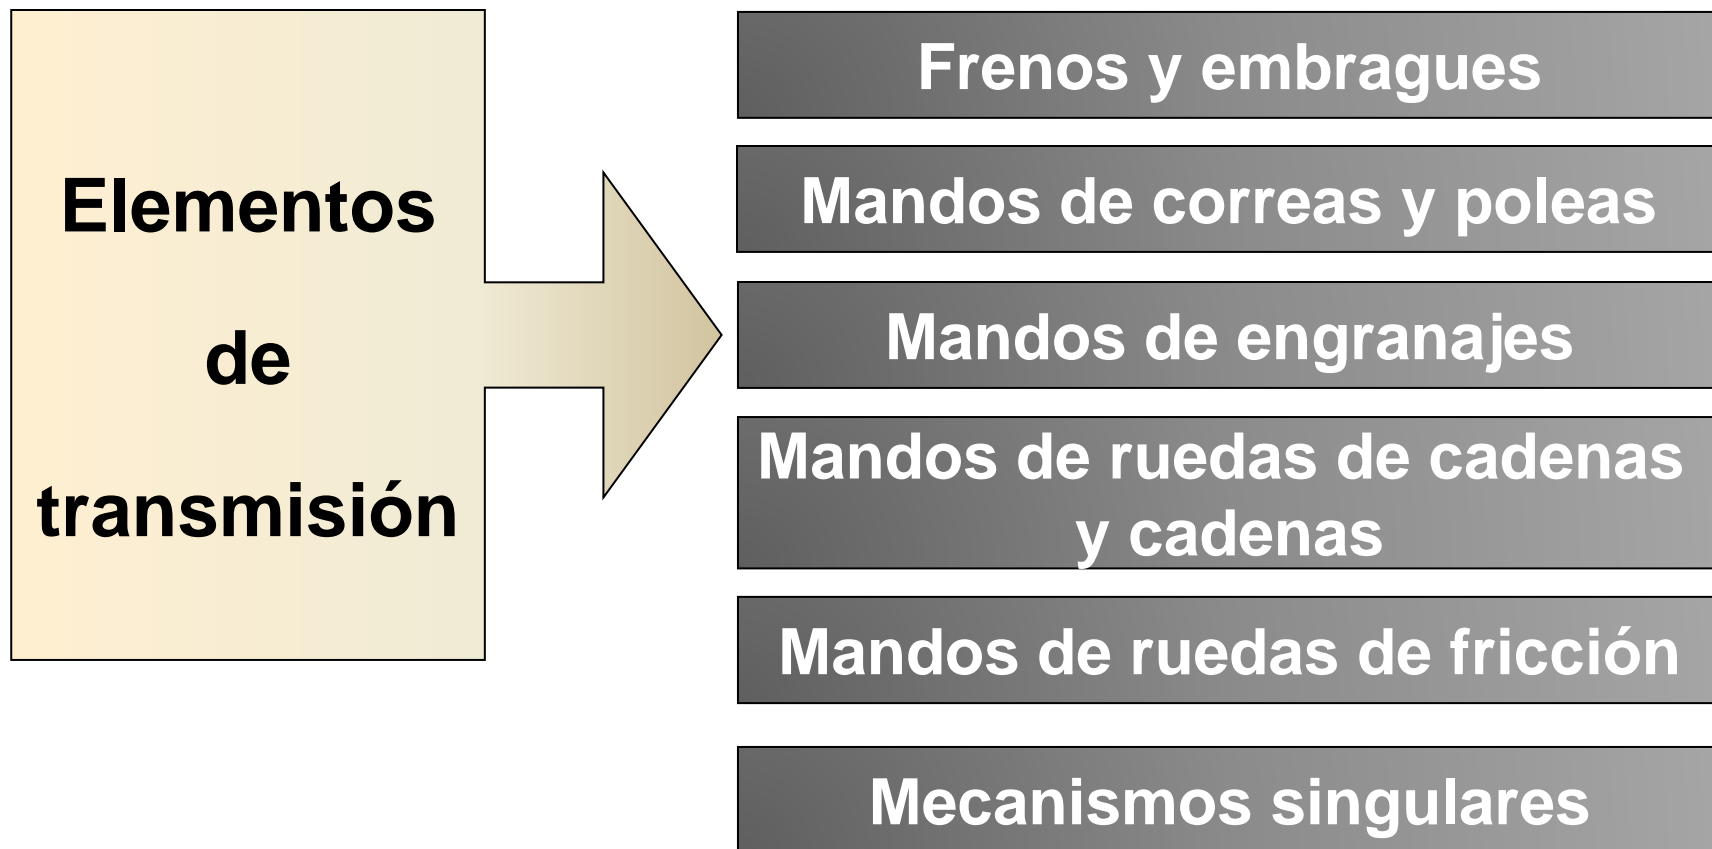 Elementos
de
transmisión
Frenos y embragues
Mandos de correas y poleas
Mandos de engranajes
Mandos de ruedas de cadenas
y cadenas
Mandos de ruedas de fricción
Mecanismos singulares